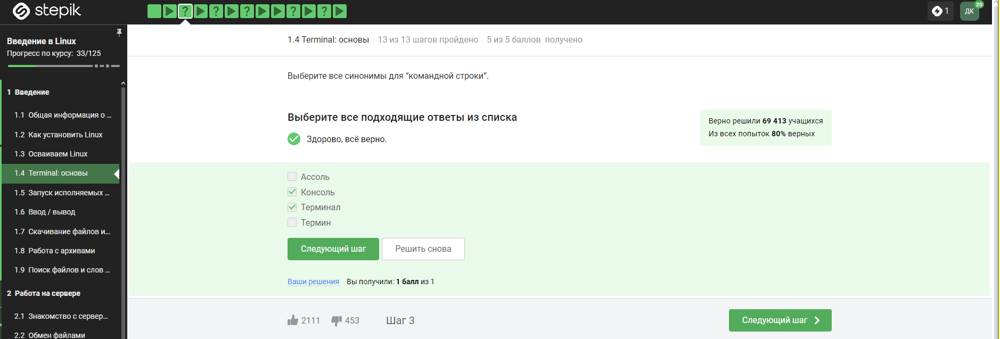 stepik
? ? ? ? ?
1
ДК
20
Введение в Linux
Прогресс по курсу: 33/125
1 Введение
1.1 Общая информация о ...
1.2 Как установить Linux
1.3 Осваиваем Linux
1.4 Terminal: основы
1.5 Запуск исполняемых ...
1.6 Ввод / вывод
1.7 Скачивание файлов и...
1.8 Работа с архивами
1.9 Поиск файлов и слов ...
2 Работа на сервере
2.1 Знакомство с сервер...
2.2 Обмен файлами
1.4 Terminal: основы 13 из 13 шагов пройдено 5 из 5 баллов получено
Выберите все синонимы для “командной строки”.
Выберите все подходящие ответы из списка
Здорово, всё верно.
Верно решили 69 413 учащихся
Из всех попыток 80% верных
Ассоль
Консоль
Терминал
Термин
Следующий шаг
Решить снова
Ваши решения Вы получили: 1 балл из 1
2111 453 Шаг 3
Следующий шаг